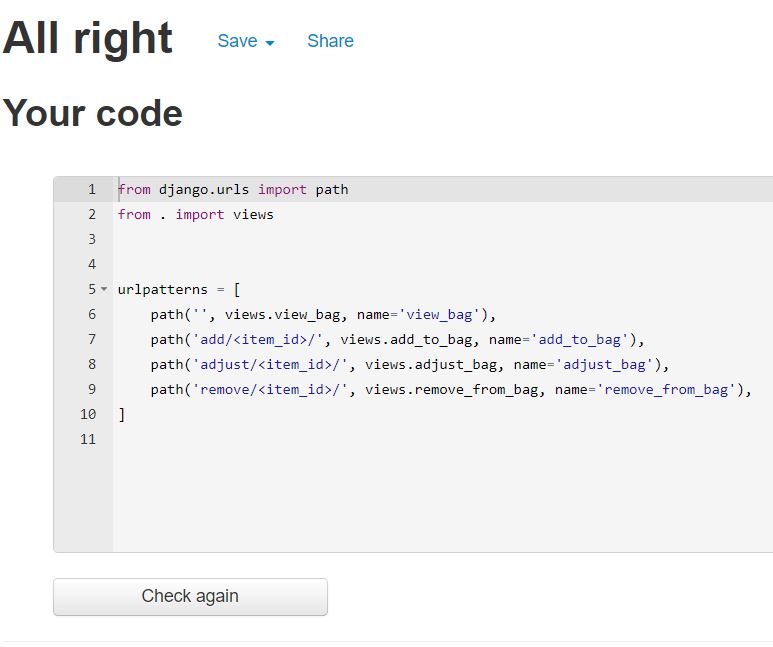 All right Save Share
Your code
1 from django.urls import path
2 from . import views
3
4
5 urlpatterns = [
6     path('', views.view_bag, name='view_bag'),
7     path('add/<item_id>/', views.add_to_bag, name='add_to_bag'),
8     path('adjust/<item_id>/', views.adjust_bag, name='adjust_bag'),
9     path('remove/<item_id>/', views.remove_from_bag, name='remove_from_bag'),
10 ]
11
Check again